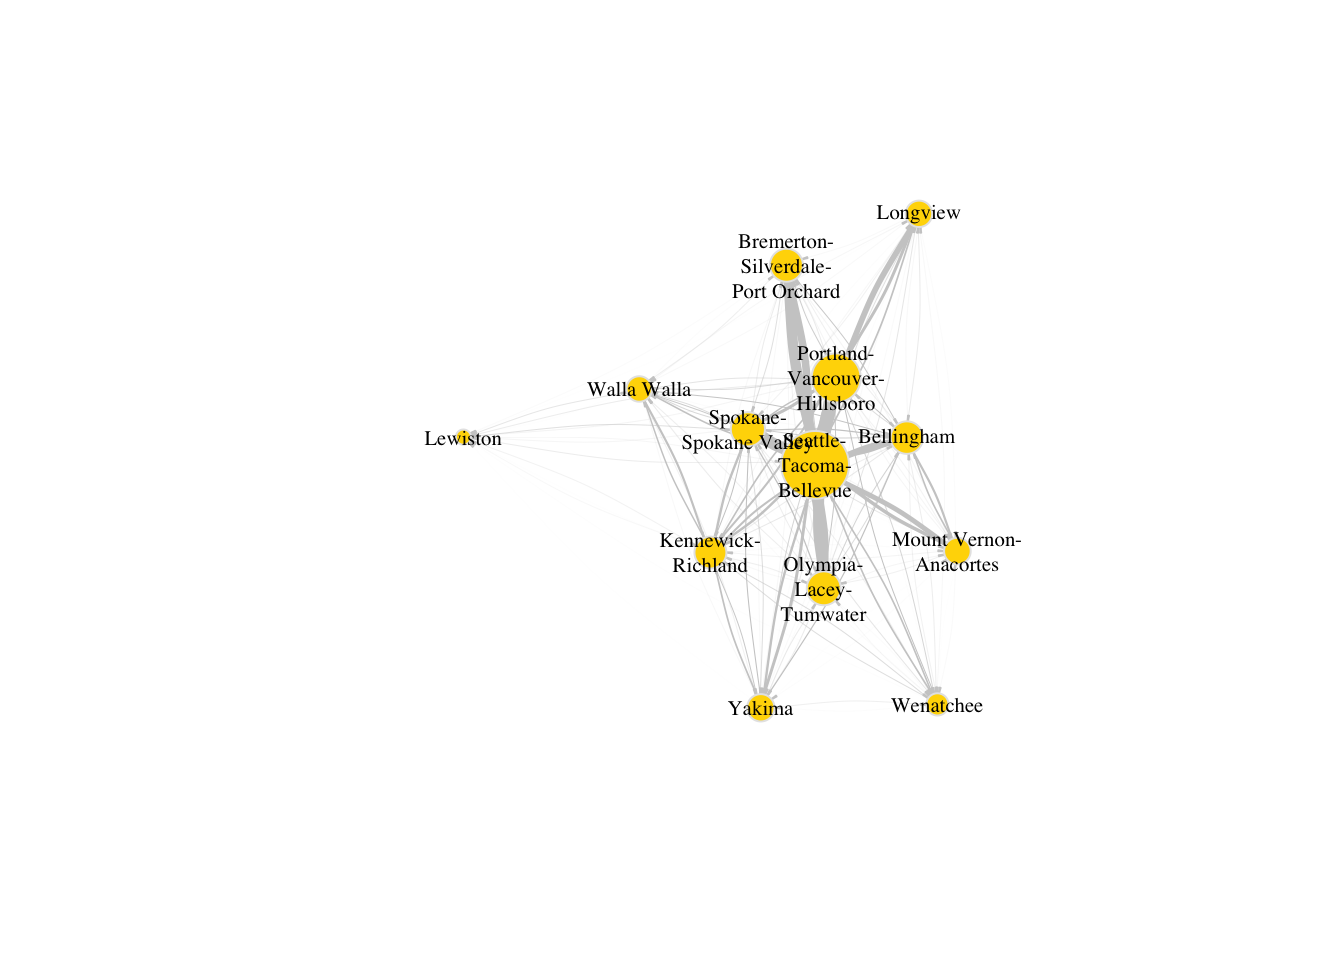 Longview
Bremerton-
Silverdale-
Port Orchard
Portland-
Vancouver-
Hillsboro
Walla Walla
Spokane-
Spokane Valley
Lewiston
Seattle-
Tacoma-
Bellevue
Bellingham
Kennewick-
Richland
Mount Vernon-
Anacortes
Olympia-
Lacey-
Tumwater
Yakima
Wenatchee